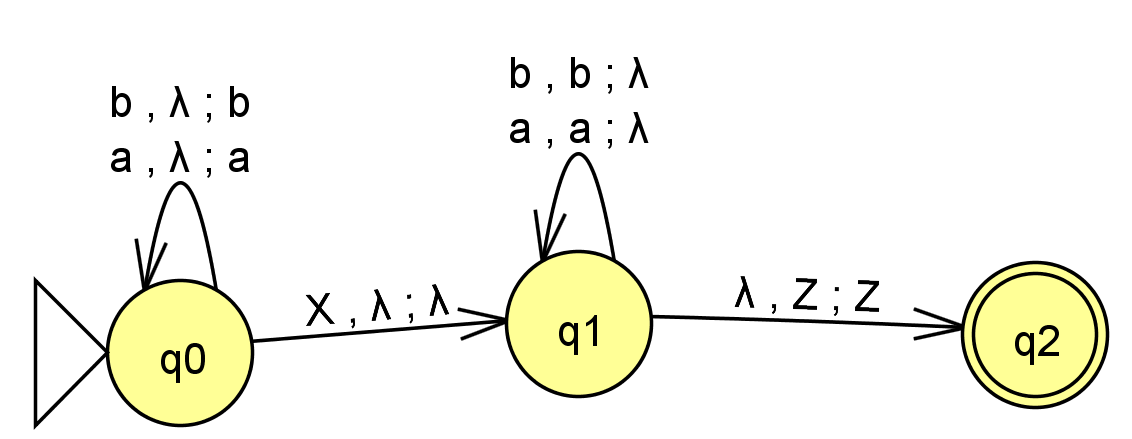 b , λ ; b
a , λ ; a
b , b ; λ
a , a ; λ
X , λ ; λ
λ , Z ; Z
q0
q1
q2